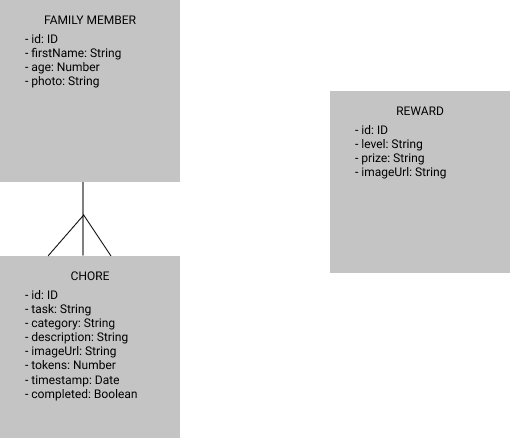 FAMILY MEMBER
- id: ID
- firstName: String
- age: Number
- photo: String
REWARD
- id: ID
- level: String
- prize: String
- imageUrl: String
CHORE
- id: ID
- task: String
- category: String
- description: String
- imageUrl: String
- tokens: Number
- timestamp: Date
- completed: Boolean